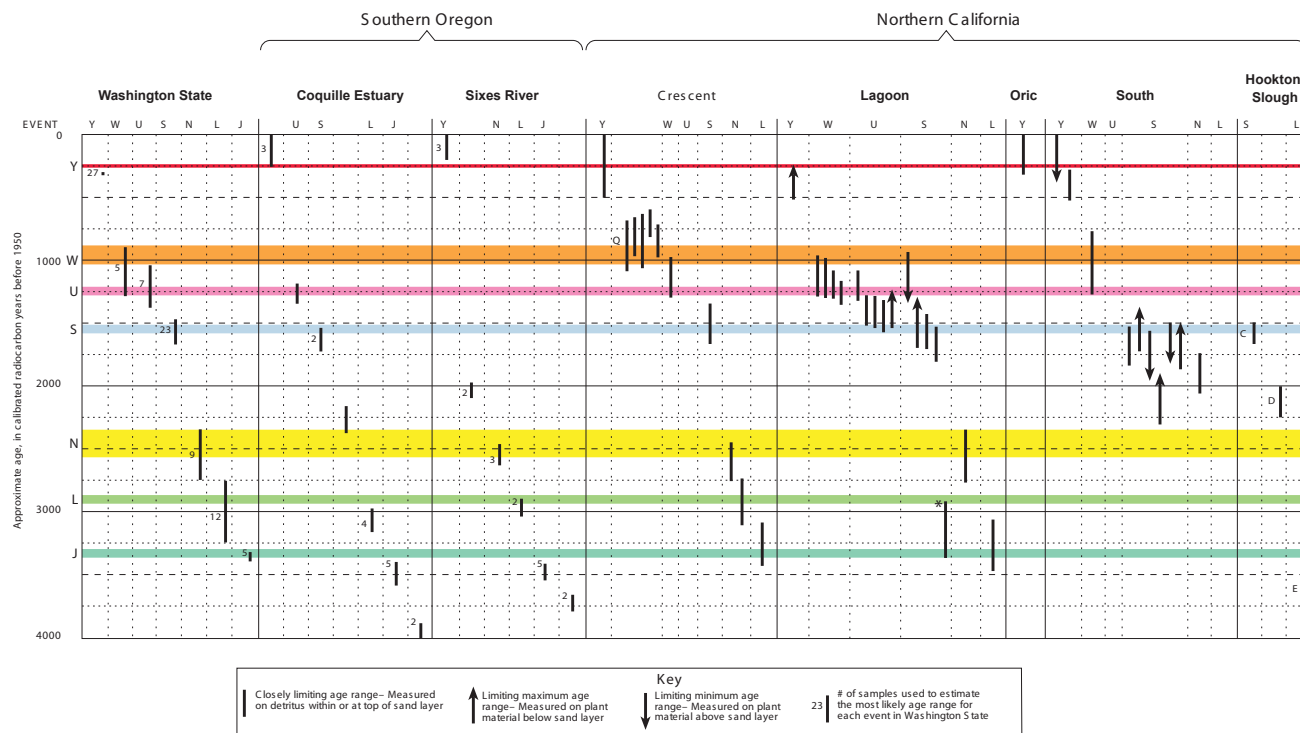 Southern Oregon
Northern California
Washington State
Coquille Estuary
Sixes River
Crescent
Lagoon
Oric
South
Hookton
Slough
EVENT
Y W U S N L J
U S L J
Y N L J
Y W U S N L
Y W U S N L
Y
Y W U S N L
S L
0
3
3
Y
27
Q
W
1000
5
7
U
S
23
2
C
2000
2
D
N
9
3
L
2
*
12
4
3000
J
5
5
5
2
E
2
4000
Approximate age, in calibrated radiocarbon years before 1950
Key
Closely limiting age range– Measured
on detritus within or at top of sand layer
Limiting maximum age
range– Measured on plant
material below sand layer
Limiting minimum age
range– Measured on plant
material above sand layer
23
# of samples used to estimate
the most likely age range for
each event in Washington State